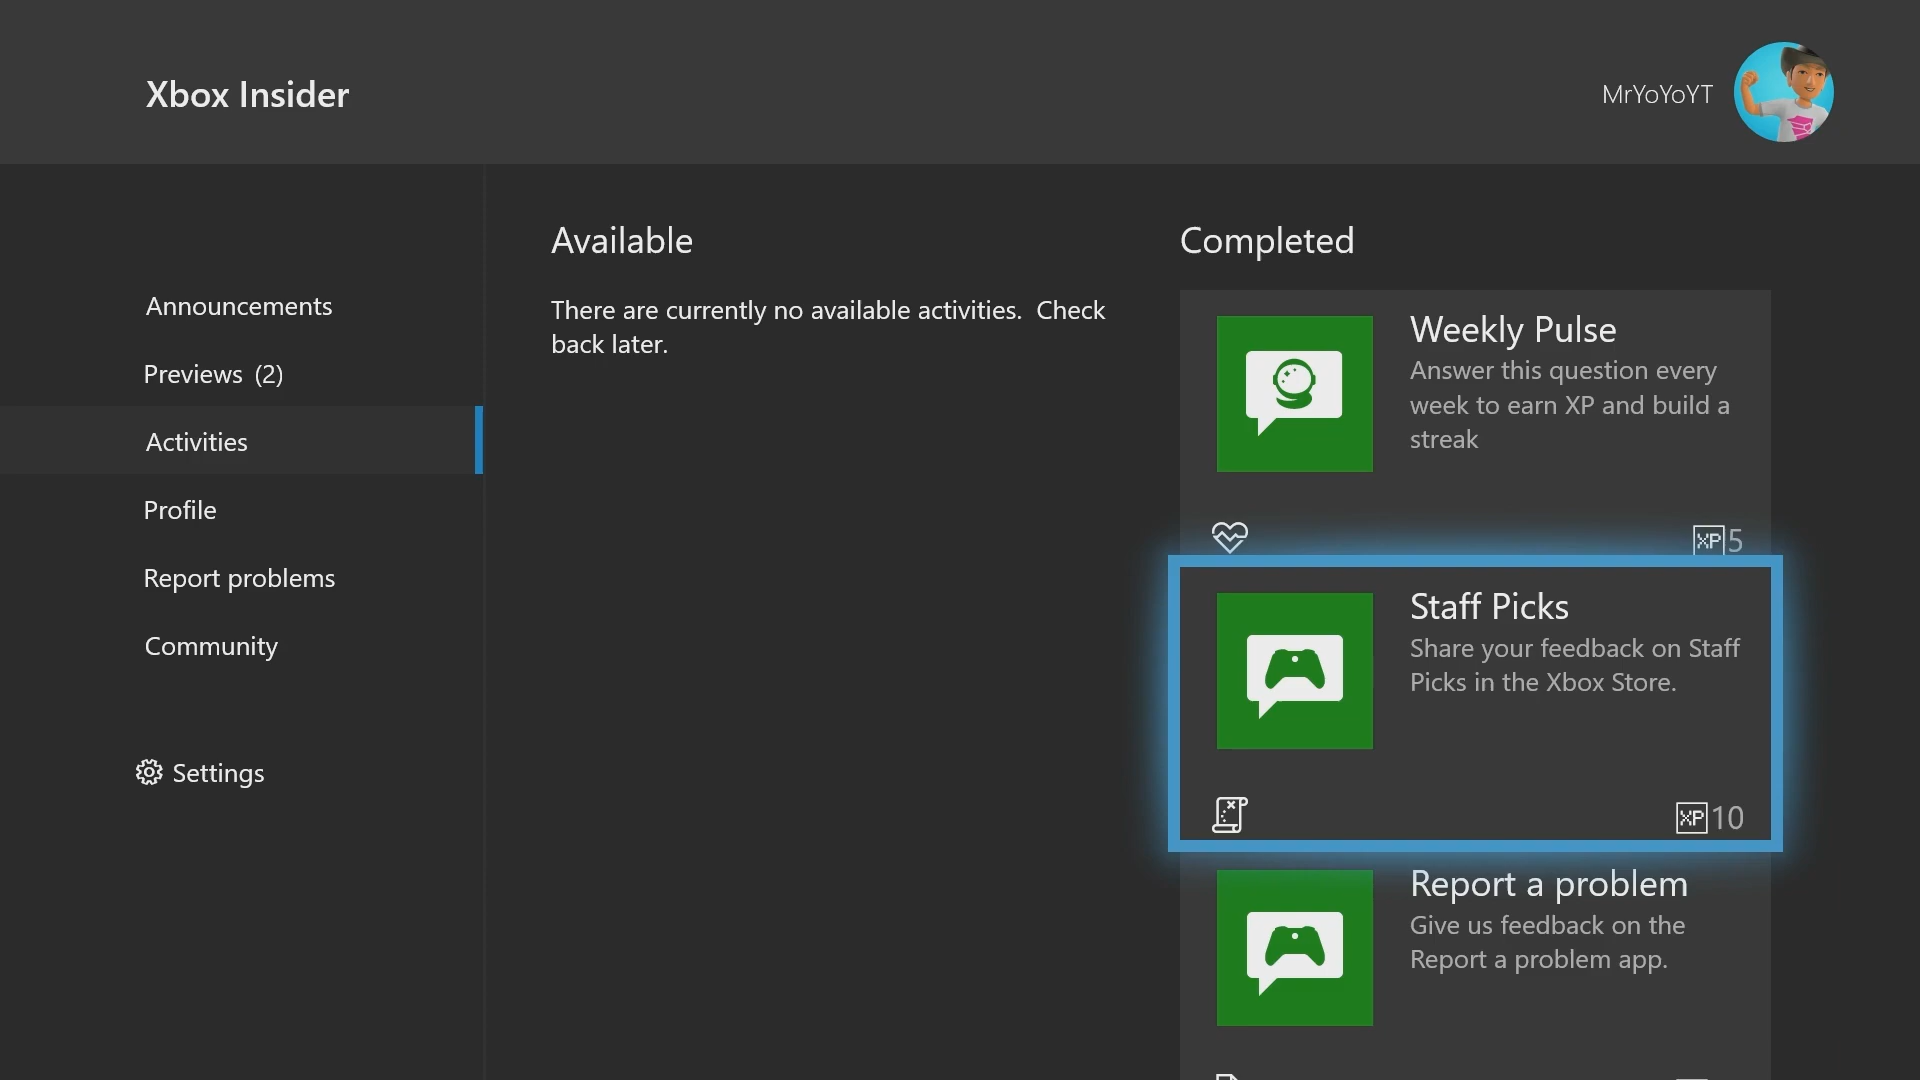 Xbox Insider
MrYoYoYT
Announcements
Previews (2)
Activities
Profile
Report problems
Community
Settings
Available
There are currently no available activities. Check
back later.
Completed
Weekly Pulse
Answer this question every
week to earn XP and build a
streak
XP 5
Staff Picks
Share your feedback on Staff
Picks in the Xbox Store.
XP 10
Report a problem
Give us feedback on the
Report a problem app.